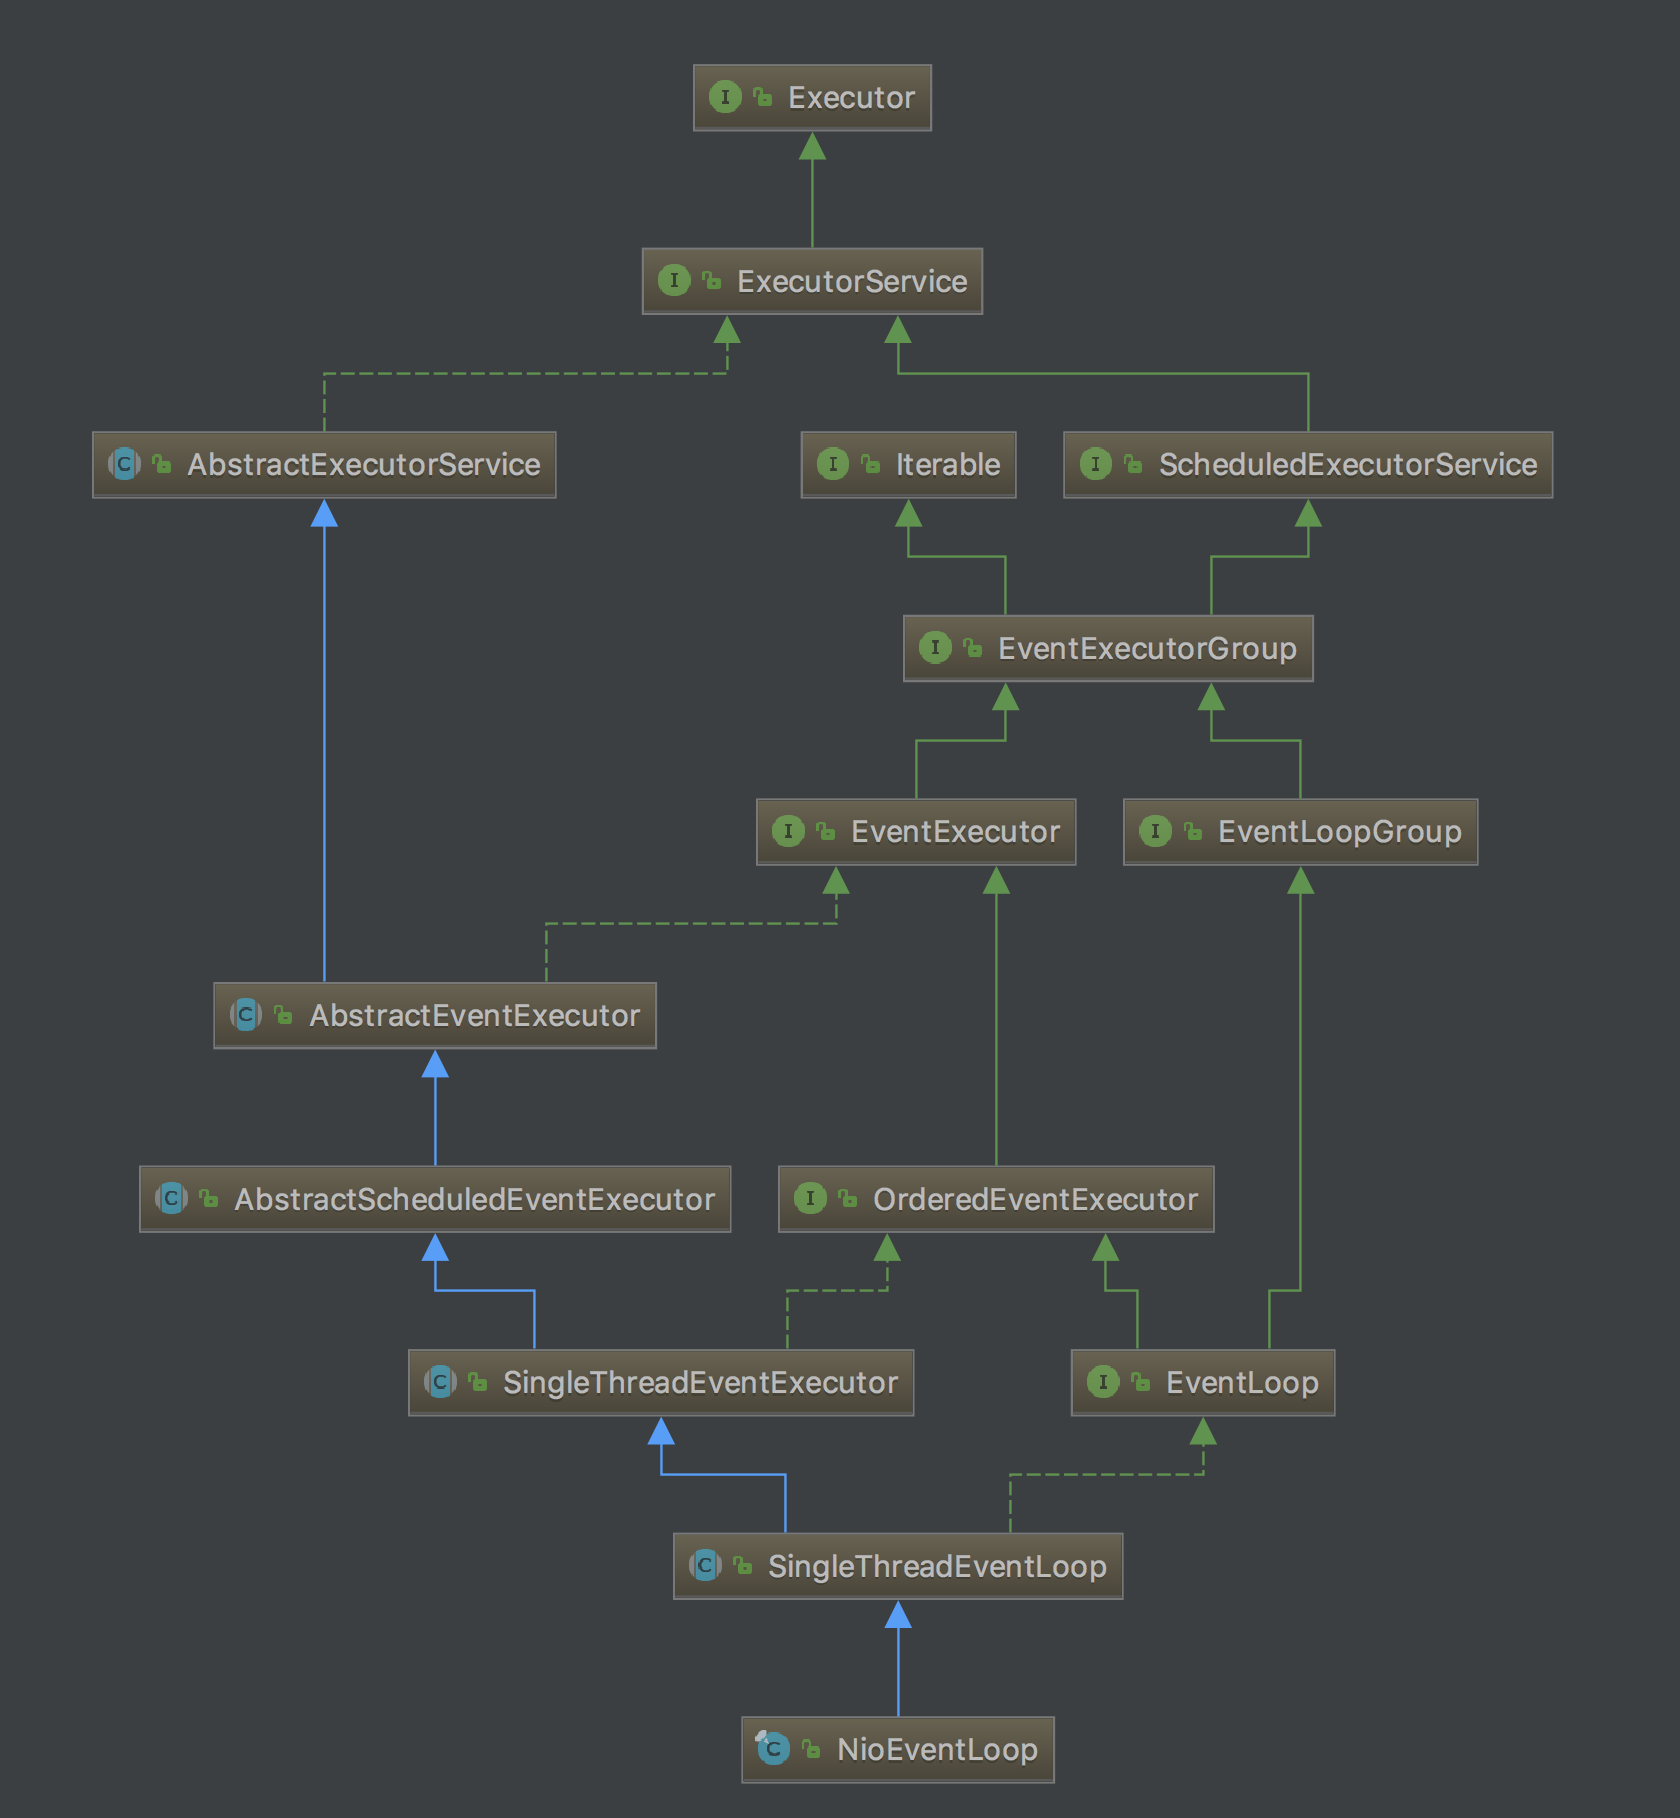 I Executor
I ExecutorService
C AbstractExecutorService
I Iterable
I ScheduledExecutorService
I EventExecutorGroup
I EventExecutor
I EventLoopGroup
C AbstractEventExecutor
C AbstractScheduledEventExecutor
I OrderedEventExecutor
C SingleThreadEventExecutor
I EventLoop
C SingleThreadEventLoop
C NioEventLoop